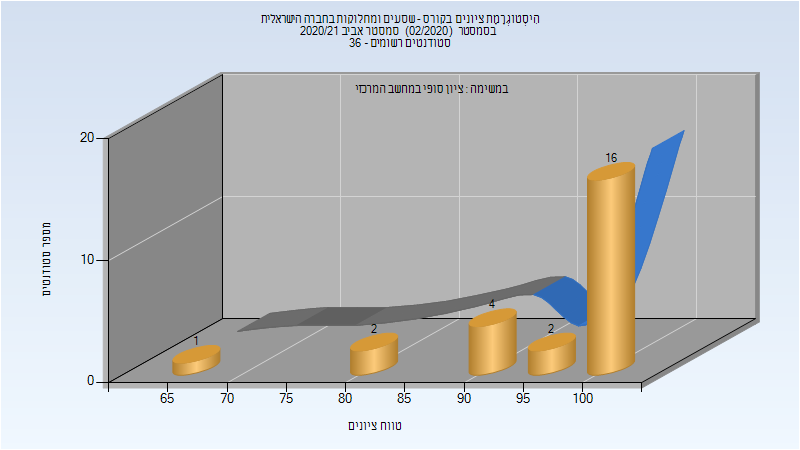 היסטוגרמת ציונים בקורס - שסעים ומחלוקות בחברה הישראלית
בסמסטר (02/2020) סמסטר אביב 2020/21
סטודנטים רשומים - 36
במשימה : ציון סופי במחשב המרכזי
מספר סטודנטים
20
10
0
1
2
4
2
16
65
70
75
80
85
90
95
100
טווח ציונים